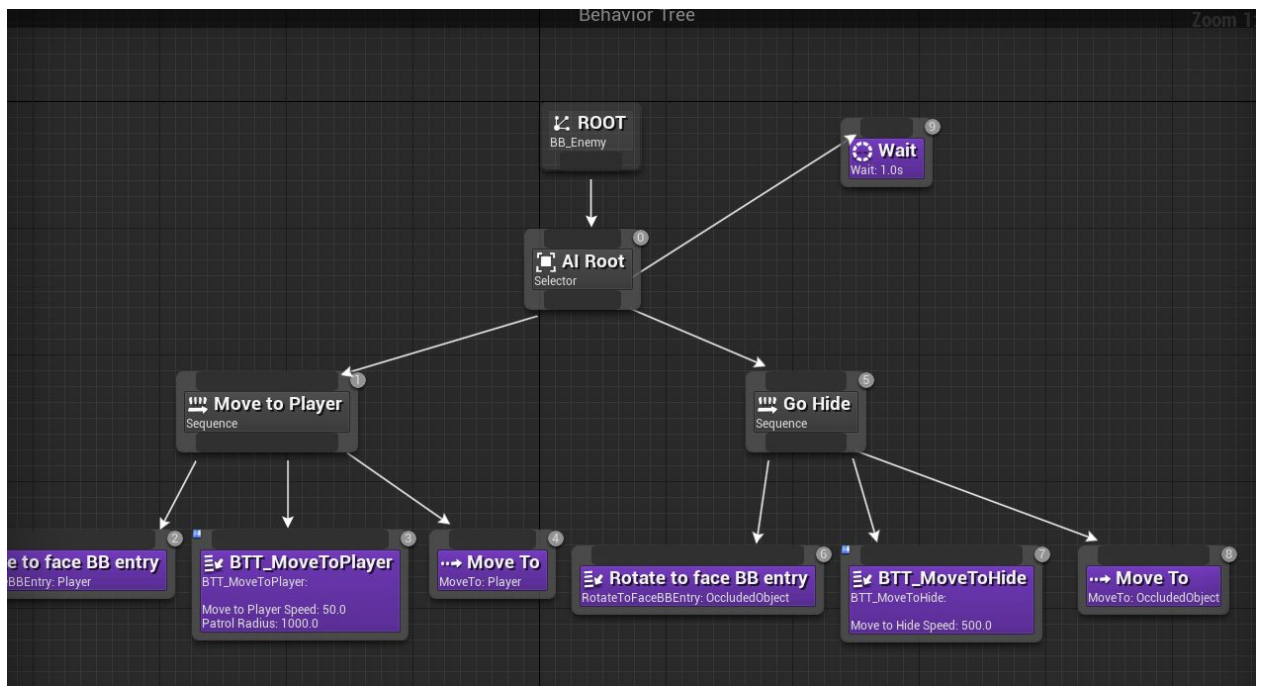 Behavior Tree
Zoom 1:
ROOT
BB_Enemy
9
Wait
Wait: 1.0s
0
AI Root
Selector
1
Move to Player
Sequence
5
Go Hide
Sequence
2
e to face BB entry
BBEntry: Player
3
BTT_MoveToPlayer
BTT_MoveToPlayer:
Move to Player Speed: 50.0
Patrol Radius: 1000.0
4
Move To
MoveTo: Player
6
Rotate to face BB entry
RotateToFaceBBEntry: OccludedObject
7
BTT_MoveToHide
BTT_MoveToHide:
Move to Hide Speed: 500.0
8
Move To
MoveTo: OccludedObject